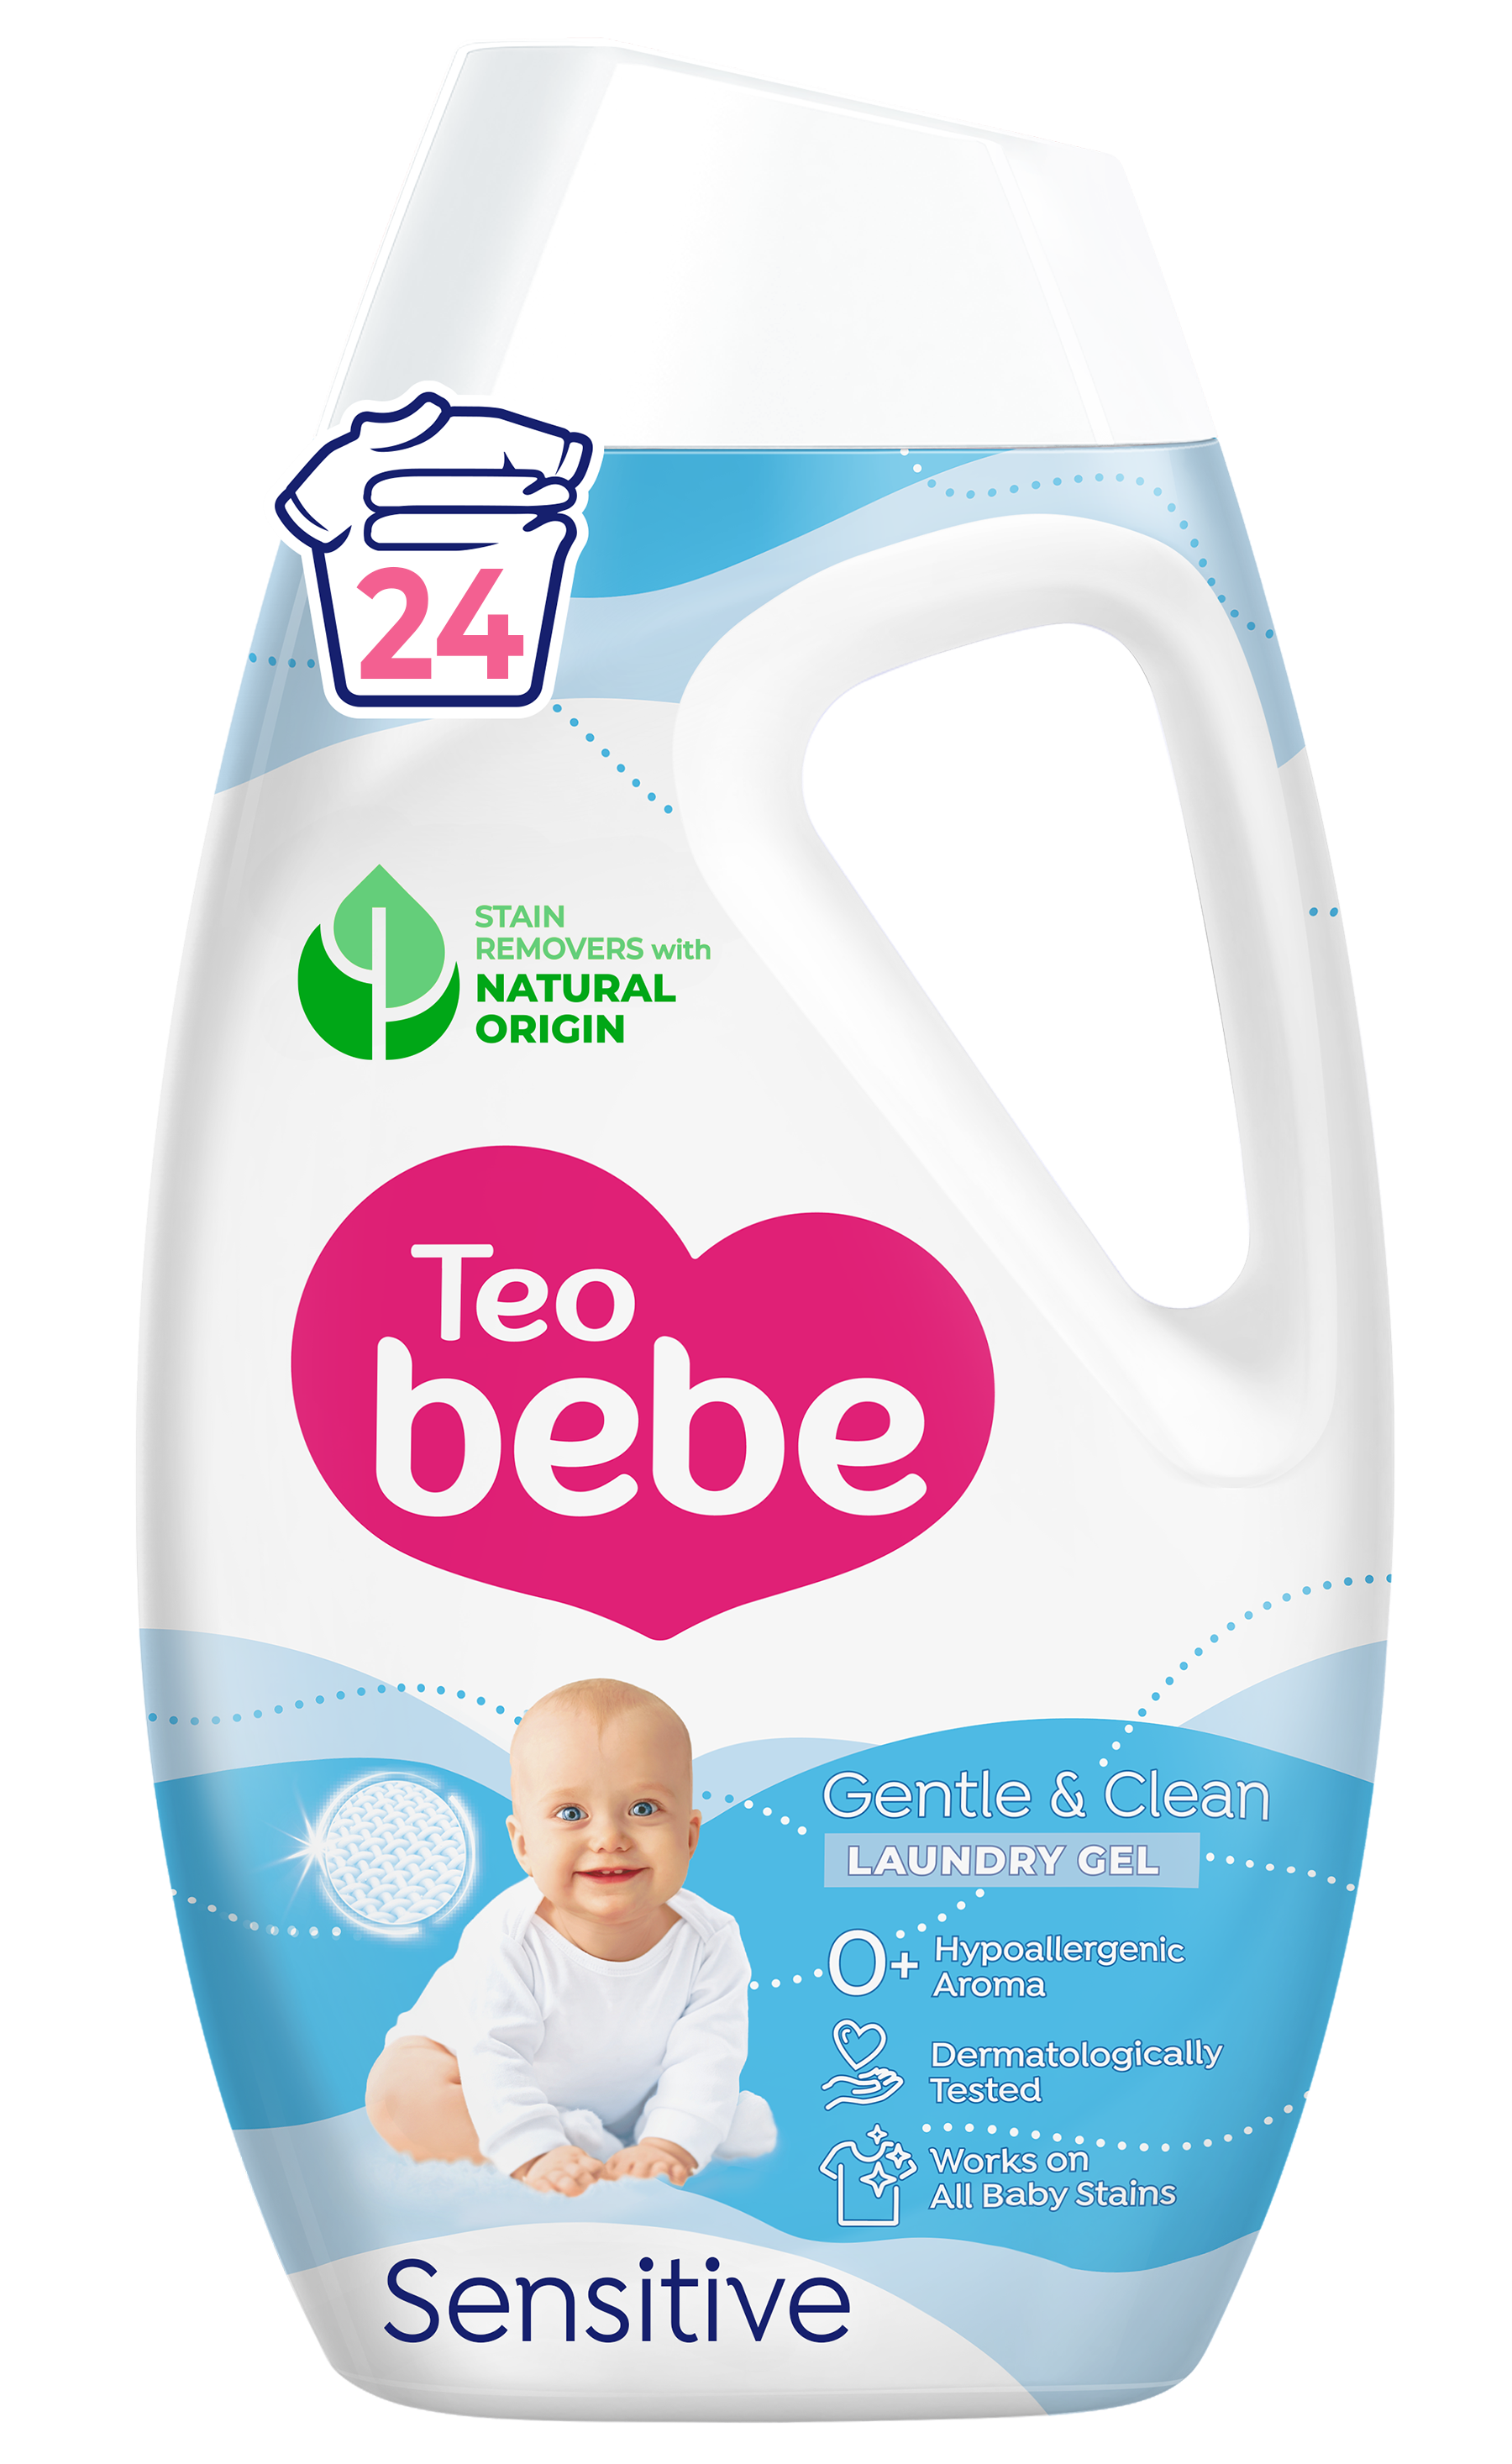 24
STAIN
REMOVERS with
NATURAL
ORIGIN
Teo
bebe
Gentle & Clean
LAUNDRY GEL
0+ Hypoallergenic
Aroma
Dermatologically
Tested
Works on
All Baby Stains
Sensitive